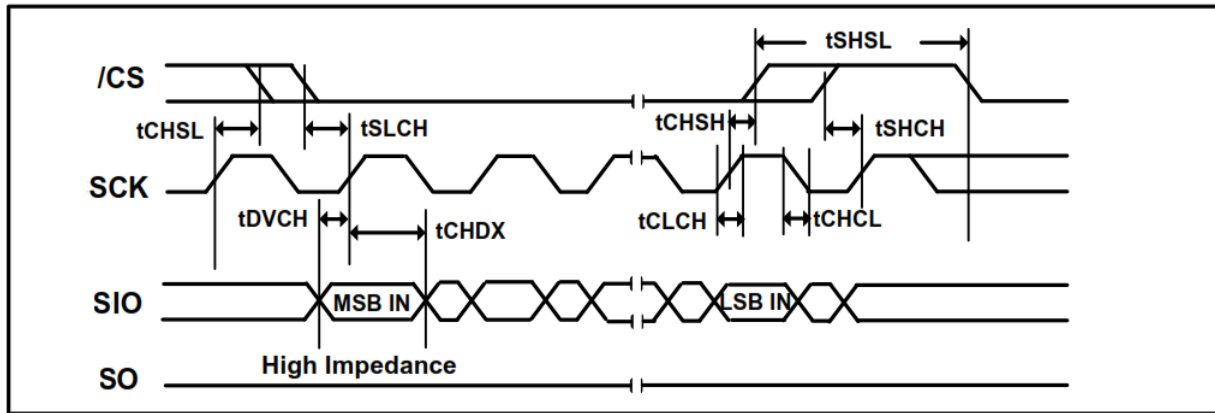 tSHSL
/CS
tCHSL
tSLCH
tCHSH
tSHCH
SCK
tDVCH
tCHDX
tCLCH
tCHCL
SIO
MSB IN
LSB IN
High Impedance
SO